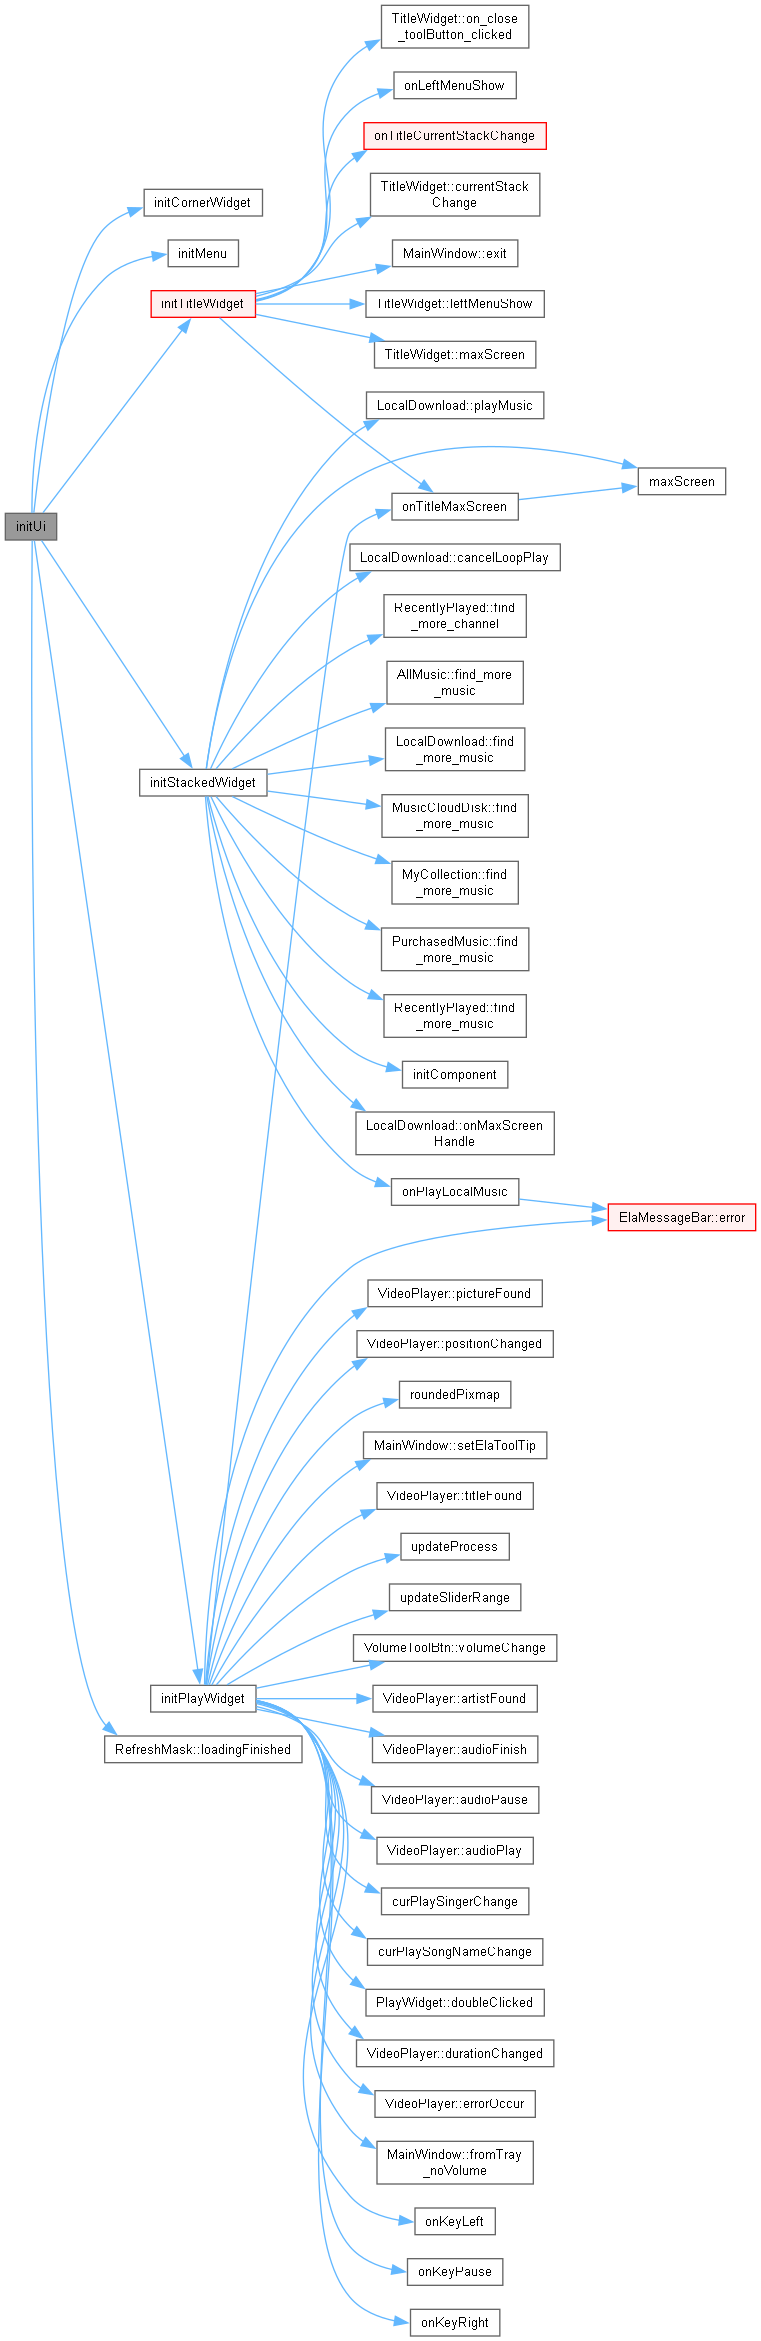 TitleWidget::on_close
_toolButton_clicked
onLeftMenuShow
onTitleCurrentStackChange
TitleWidget::currentStack
Change
initCornerWidget
initMenu
MainWindow::exit
initTitleWidget
TitleWidget::leftMenuShow
TitleWidget::maxScreen
LocalDownload::playMusic
maxScreen
onTitleMaxScreen
initUi
LocalDownload::cancelLoopPlay
RecentlyPlayed::find
_more_channel
AllMusic::find_more
_music
LocalDownload::find
_more_music
initStackedWidget
MusicCloudDisk::find
_more_music
MyCollection::find
_more_music
PurchasedMusic::find
_more_music
RecentlyPlayed::find
_more_music
initComponent
LocalDownload::onMaxScreen
Handle
onPlayLocalMusic
ElaMessageBar::error
VideoPlayer::pictureFound
VideoPlayer::positionChanged
roundedPixmap
MainWindow::setElaToolTip
VideoPlayer::titleFound
updateProcess
updateSliderRange
VolumeToolBtn::volumeChange
initPlayWidget
VideoPlayer::artistFound
RefreshMask::loadingFinished
VideoPlayer::audioFinish
VideoPlayer::audioPause
VideoPlayer::audioPlay
curPlaySingerChange
curPlaySongNameChange
PlayWidget::doubleClicked
VideoPlayer::durationChanged
VideoPlayer::errorOccur
MainWindow::fromTray
_noVolume
onKeyLeft
onKeyPause
onKeyRight